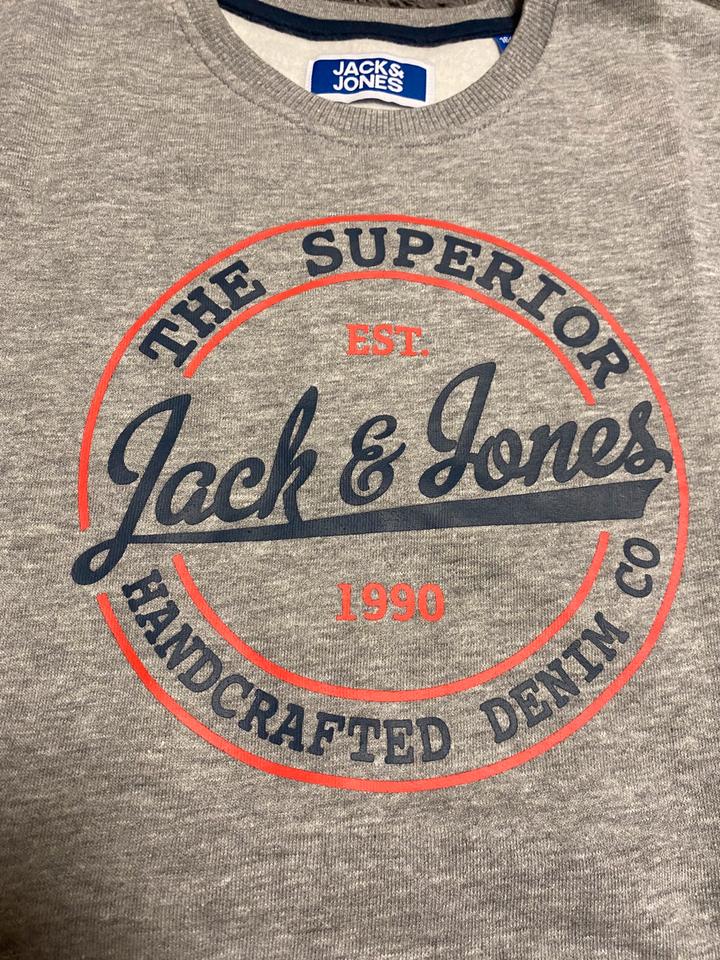 JACK&
JONES
THE SUPERIOR
EST.
Jack & Jones
1990
HANDCRAFTED DENIM CO